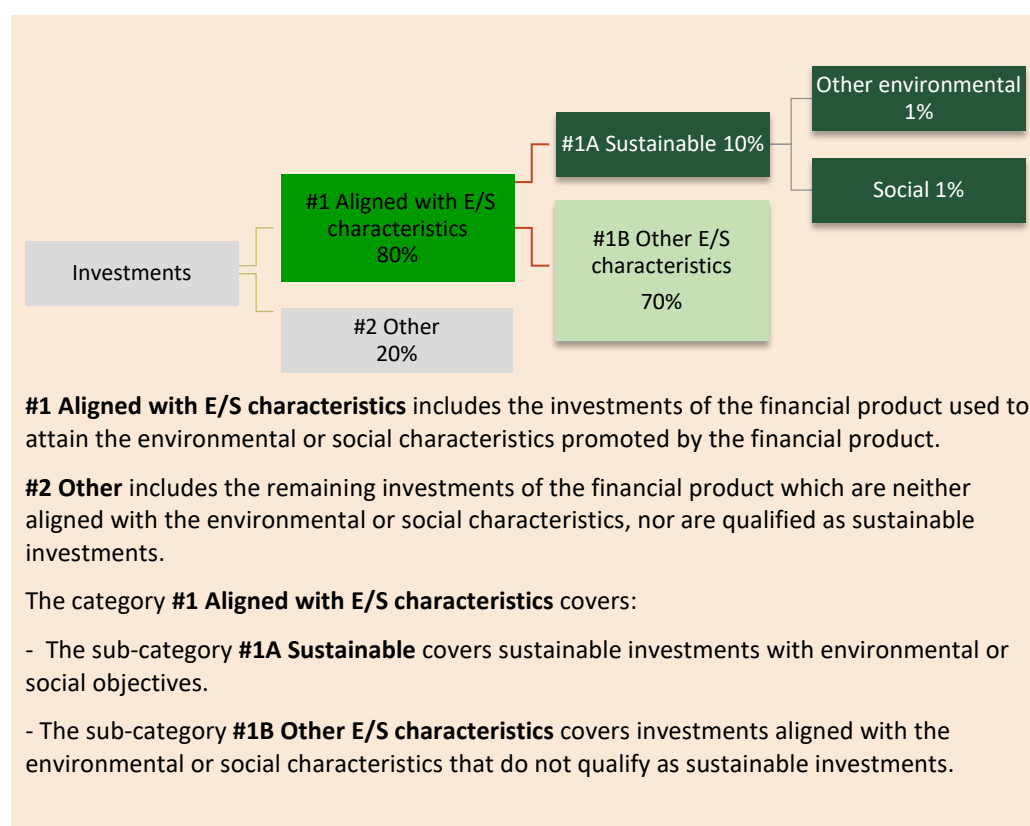 Other environmental
1%
#1A Sustainable 10%
Social 1%
#1 Aligned with E/S
characteristics
80%
#1B Other E/S
characteristics
70%
Investments
#2 Other
20%
#1 Aligned with E/S characteristics includes the investments of the financial product used to
attain the environmental or social characteristics promoted by the financial product.
#2 Other includes the remaining investments of the financial product which are neither
aligned with the environmental or social characteristics, nor are qualified as sustainable
investments.
The category #1 Aligned with E/S characteristics covers:
- The sub-category #1A Sustainable covers sustainable investments with environmental or
social objectives.
- The sub-category #1B Other E/S characteristics covers investments aligned with the
environmental or social characteristics that do not qualify as sustainable investments.